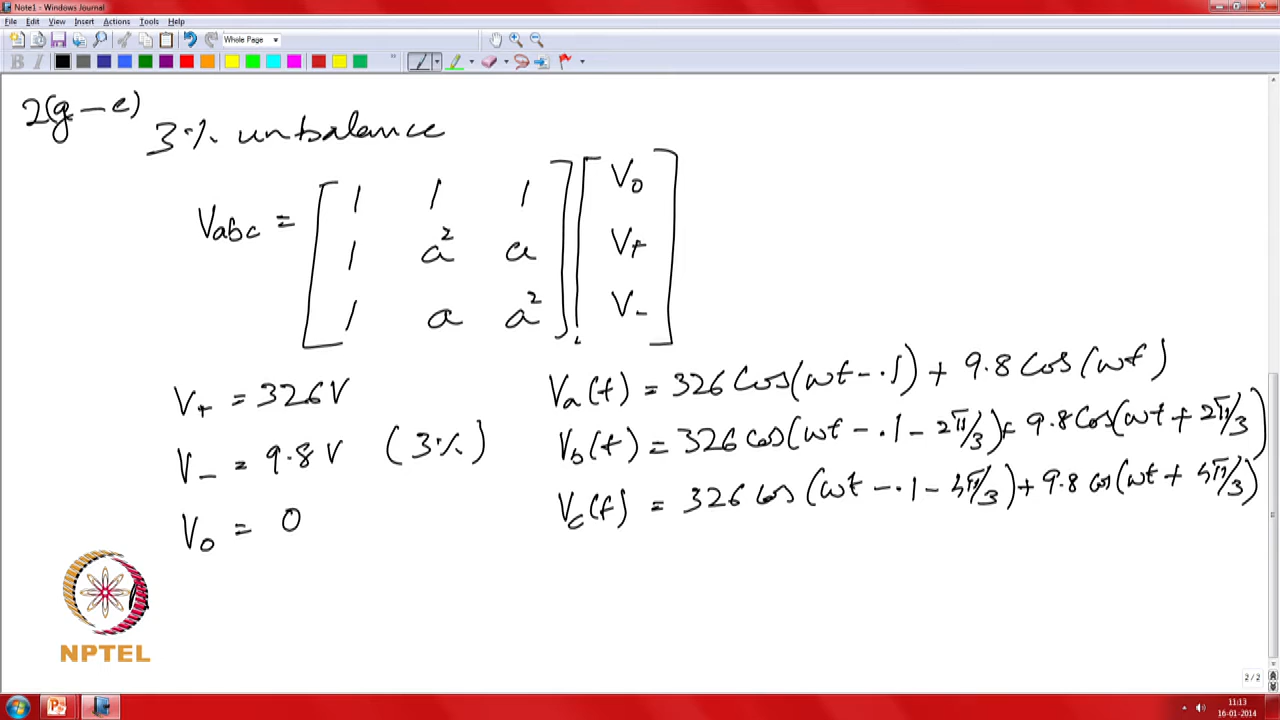 Note1 - Windows Journal
File Edit View Insert Actions Tools Help
Whole Page
B I
2(g-e)
3% unbalance
Vabc = [ 1 1 1 ] [ V0 ]
[ 1 a² a ] [ V+ ]
[ 1 a a² ] [ V- ]
V+ = 326V
V- = 9.8 V (3%)
V0 = 0
Va(t) = 326 Cos(ωt - .1) + 9.8 Cos(ωt)
Vb(t) = 326 cos(ωt - .1 - 2π/3) + 9.8 Cos(ωt + 2π/3)
Vc(t) = 326 cos(ωt - .1 - 4π/3) + 9.8 cos(ωt + 4π/3)
NPTEL
2/2
11:13
16-01-2014